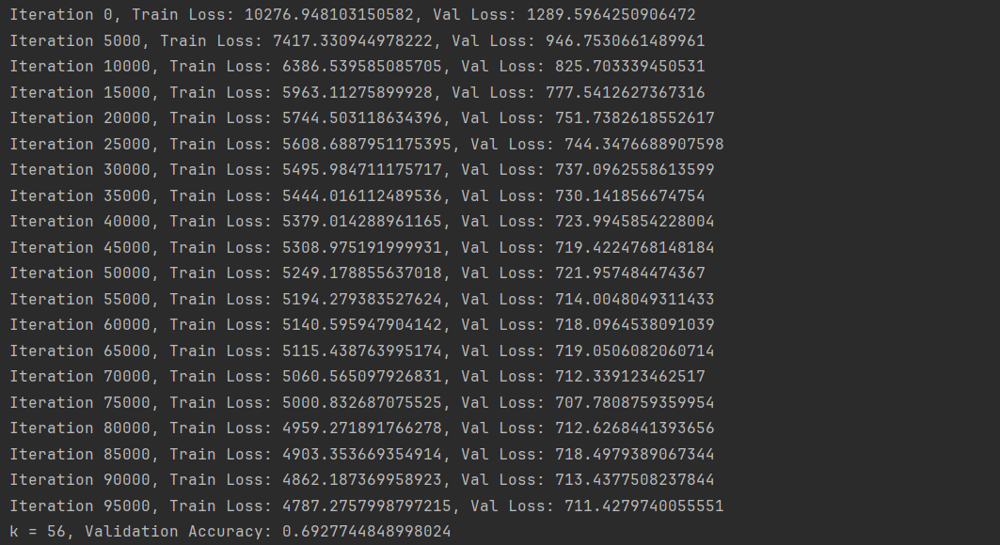 Iteration 0, Train Loss: 10276.948103150582, Val Loss: 1289.5964250906472
Iteration 5000, Train Loss: 7417.330944978222, Val Loss: 946.7530661489961
Iteration 10000, Train Loss: 6386.539585085705, Val Loss: 825.703339450531
Iteration 15000, Train Loss: 5963.11275899928, Val Loss: 777.5412627367316
Iteration 20000, Train Loss: 5744.503118634396, Val Loss: 751.7382618552617
Iteration 25000, Train Loss: 5608.6887951175395, Val Loss: 744.3476688907598
Iteration 30000, Train Loss: 5495.984711175717, Val Loss: 737.0962558613599
Iteration 35000, Train Loss: 5444.016112489536, Val Loss: 730.141856674754
Iteration 40000, Train Loss: 5379.014288961165, Val Loss: 723.9945854228004
Iteration 45000, Train Loss: 5308.975191999931, Val Loss: 719.4224768148184
Iteration 50000, Train Loss: 5249.178855637018, Val Loss: 721.957484474367
Iteration 55000, Train Loss: 5194.279383527624, Val Loss: 714.0048049311433
Iteration 60000, Train Loss: 5140.595947904142, Val Loss: 718.0964538091039
Iteration 65000, Train Loss: 5115.438763995174, Val Loss: 719.0506082060714
Iteration 70000, Train Loss: 5060.565097926831, Val Loss: 712.339123462517
Iteration 75000, Train Loss: 5000.832687075525, Val Loss: 707.7808759359954
Iteration 80000, Train Loss: 4959.271891766278, Val Loss: 712.6268441393656
Iteration 85000, Train Loss: 4903.353669354914, Val Loss: 718.4979389067344
Iteration 90000, Train Loss: 4862.187369958923, Val Loss: 713.4377508237844
Iteration 95000, Train Loss: 4787.2757998797215, Val Loss: 711.4279740055551
k = 56, Validation Accuracy: 0.6927744848998024